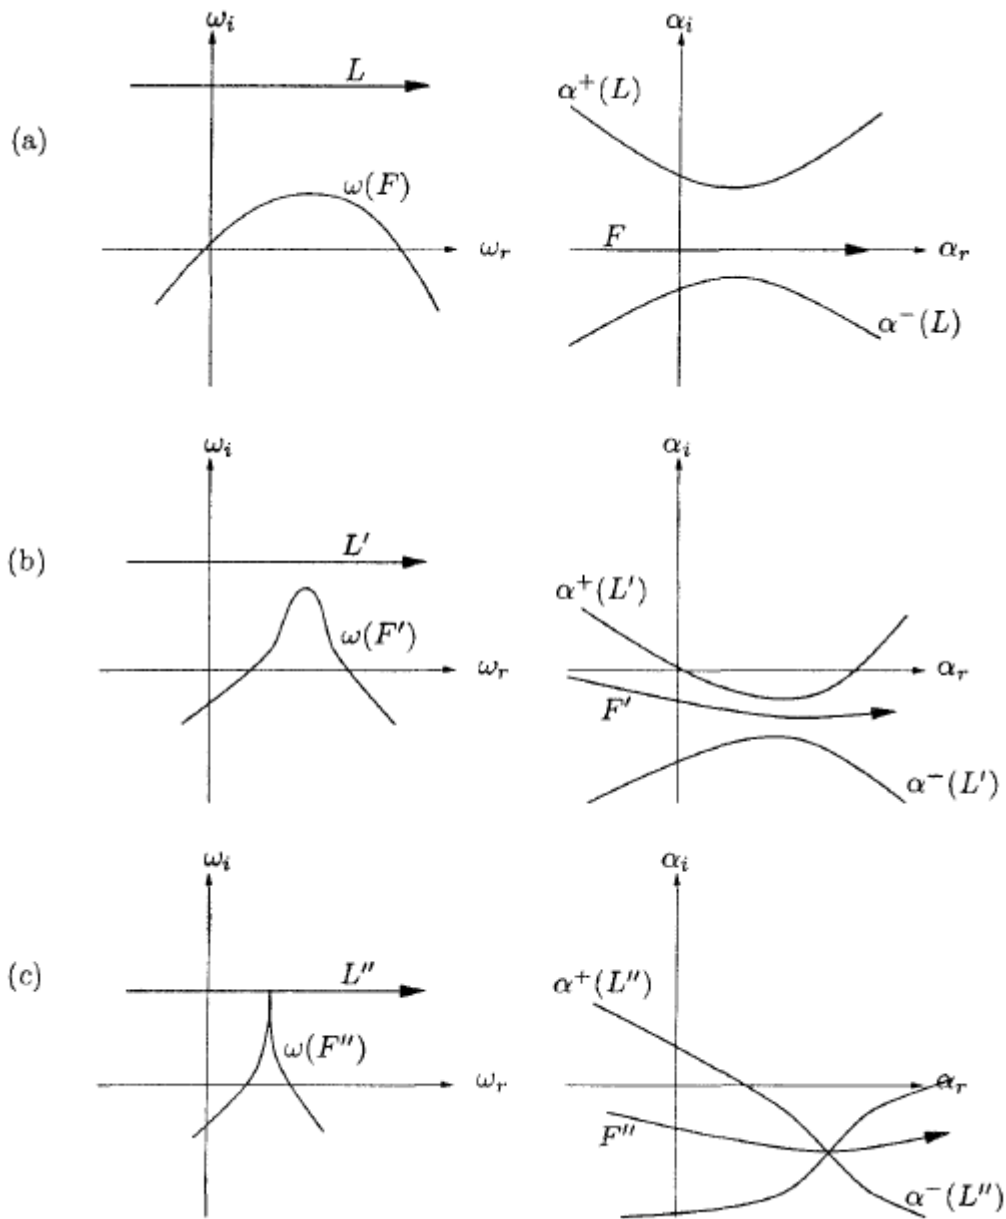 ωᵢ
L
(a)
ω(F)
ωᵣ
αᵢ
α⁺(L)
F
αᵣ
α⁻(L)
ωᵢ
L′
(b)
ω(F′)
ωᵣ
αᵢ
α⁺(L′)
αᵣ
F′
α⁻(L′)
ωᵢ
L″
(c)
ω(F″)
ωᵣ
αᵢ
α⁺(L″)
αᵣ
F″
α⁻(L″)